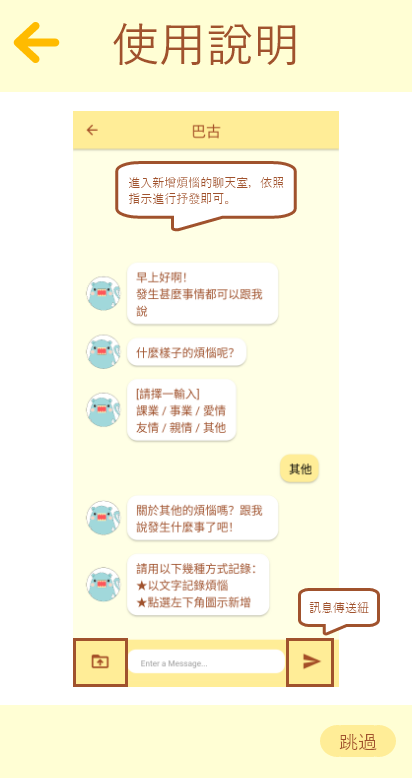 使用說明
巴古
進入新增煩惱的聊天室，依照
指示進行抒發即可。
早上好啊！
發生甚麼事情都可以跟我
說
什麼樣子的煩惱呢？
[請擇一輸入]
課業 / 事業 / 愛情
友情 / 親情 / 其他
其他
關於其他的煩惱嗎？跟我
說發生什麼事了吧！
請用以下幾種方式記錄：
★以文字記錄煩惱
★點選左下角圖示新增
訊息傳送紐
Enter a Message...
跳過